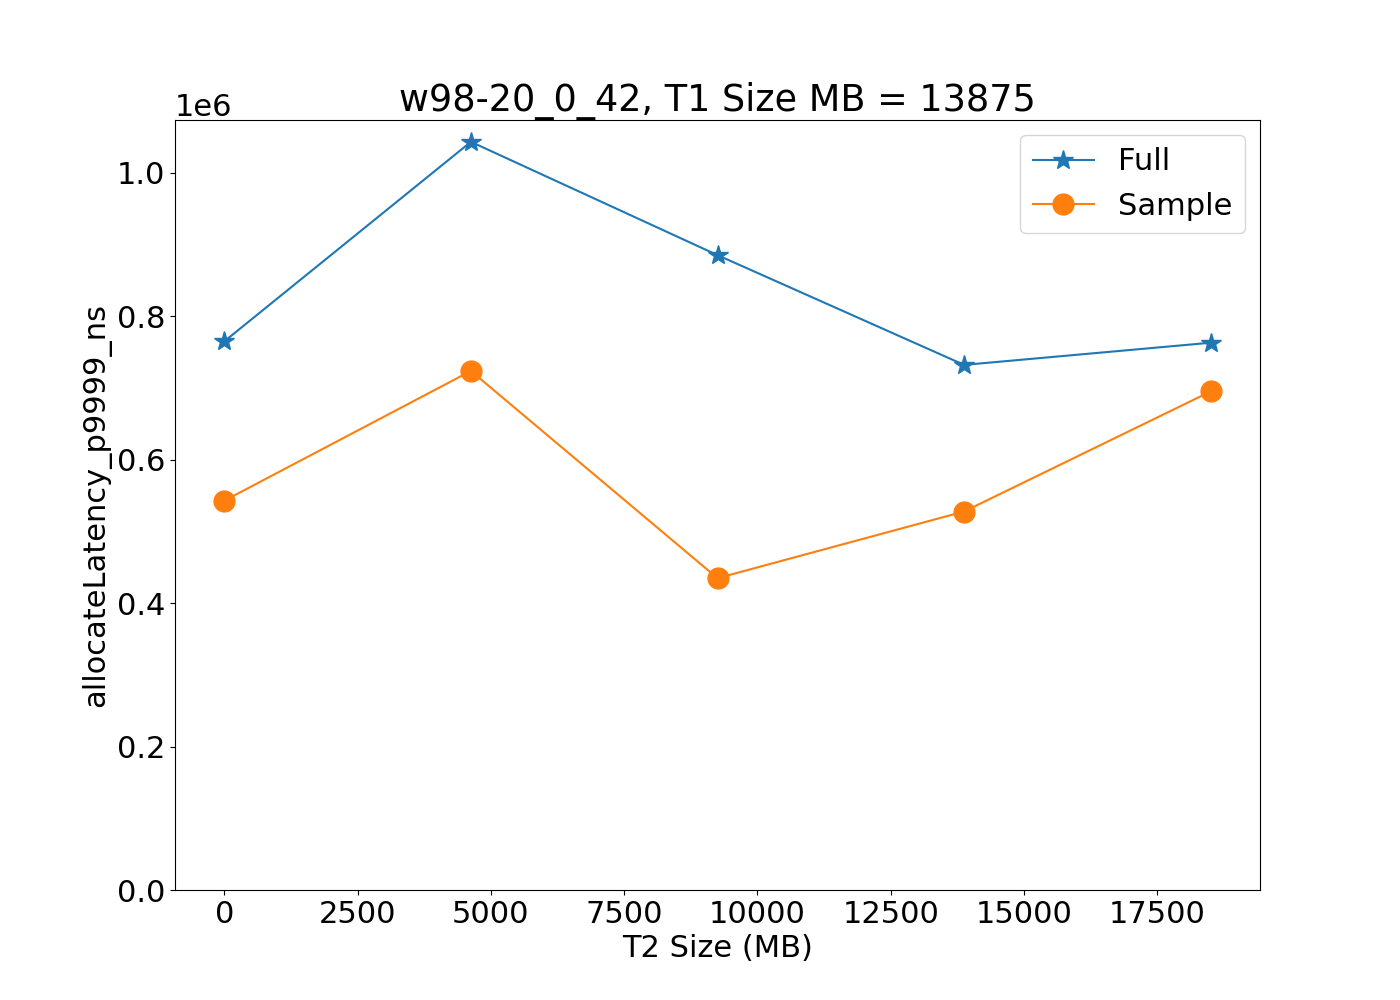 w98-20_0_42, T1 Size MB = 13875
1e6
Full
Sample
1.0
0.8
0.6
0.4
0.2
0.0
allocateLatency_p9999_ns
0 2500 5000 7500 10000 12500 15000 17500
T2 Size (MB)